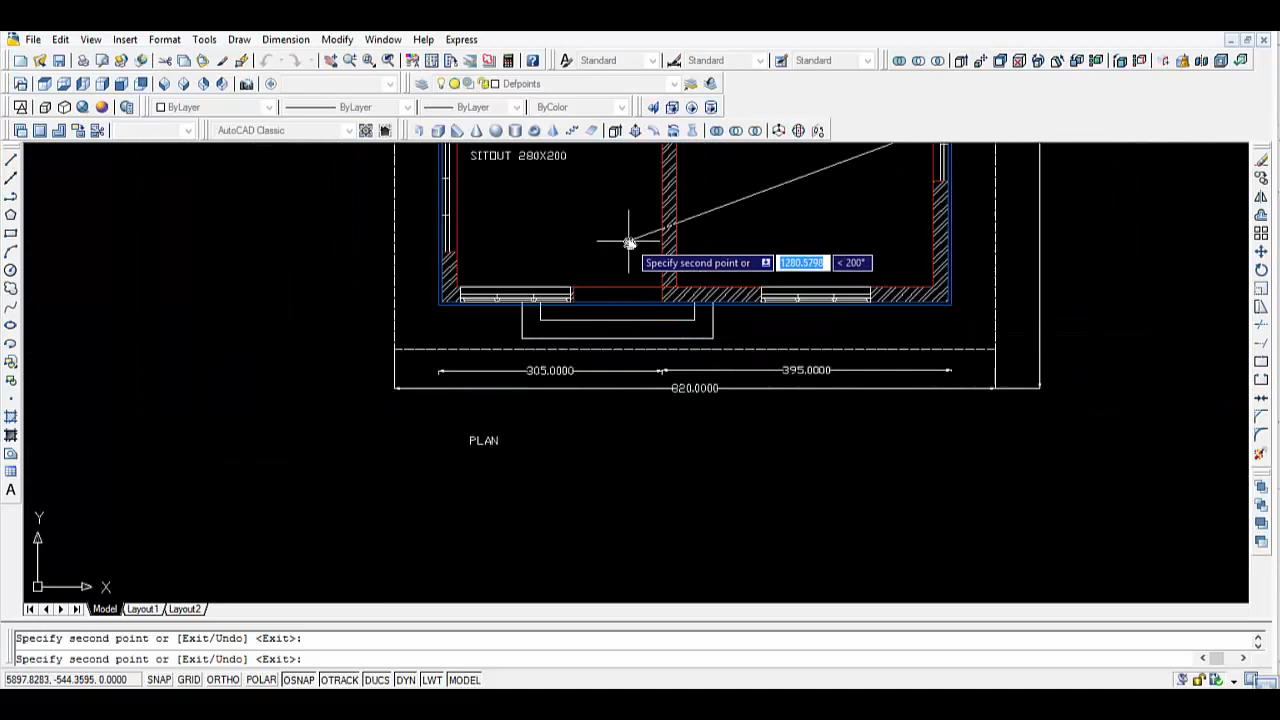 File Edit View Insert Format Tools Draw Dimension Modify Window Help Express
Standard Standard Standard
Defpoints
ByLayer ByLayer ByLayer ByColor
AutoCAD Classic
SITOUT 280X200
Specify second point or 1280.5798 < 200°
305.0000 395.0000
820.0000
PLAN
Y
X
Model Layout1 Layout2
Specify second point or [Exit/Undo] <Exit>:
Specify second point or [Exit/Undo] <Exit>:
5897.8283, -544.3595, 0.0000 SNAP GRID ORTHO POLAR OSNAP OTRACK DUCS DYN LWT MODEL